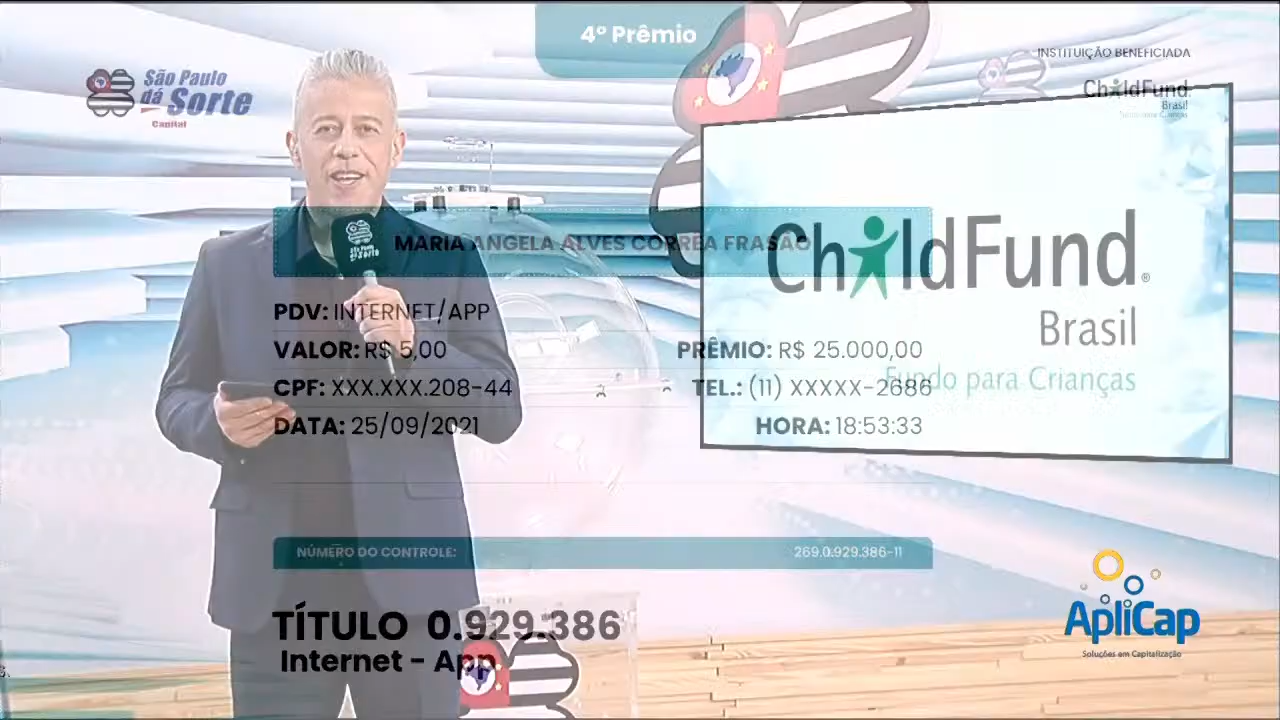 4º Prêmio
INSTITUIÇÃO BENEFICIADA
ChildFund
Brasil
São Paulo
dá Sorte
Capital
MARIA ANGELA ALVES CORREA FRASÃO
ChildFund®
Brasil
Fundo para Crianças
PDV: INTERNET/APP
VALOR: R$ 5,00
PRÊMIO: R$ 25.000,00
CPF: XXX.XXX.208-44
TEL.: (11) XXXXX-2686
DATA: 25/09/2021
HORA: 18:53:33
NÚMERO DO CONTROLE:
269.0.929.386-11
TÍTULO 0.929.386
Internet - App
ApliCap
Soluções em Capitalização